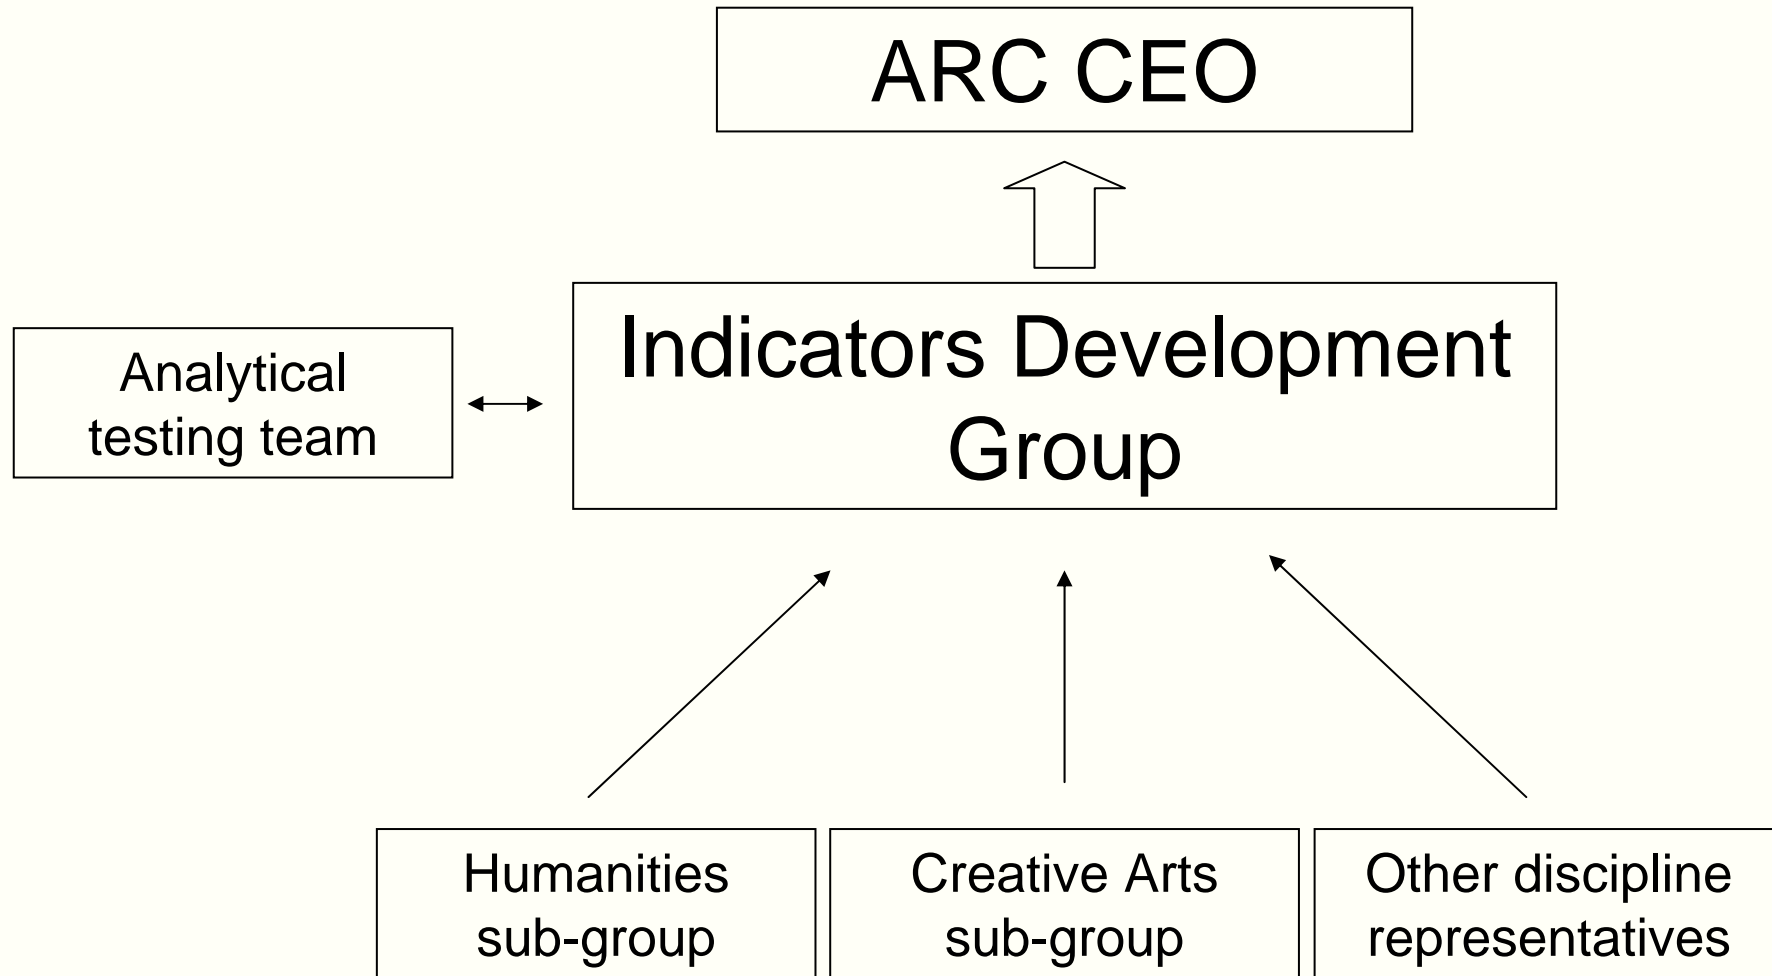 ARC CEO
Indicators Development
Group
Analytical
testing team
Humanities
sub-group
Creative Arts
sub-group
Other discipline
representatives